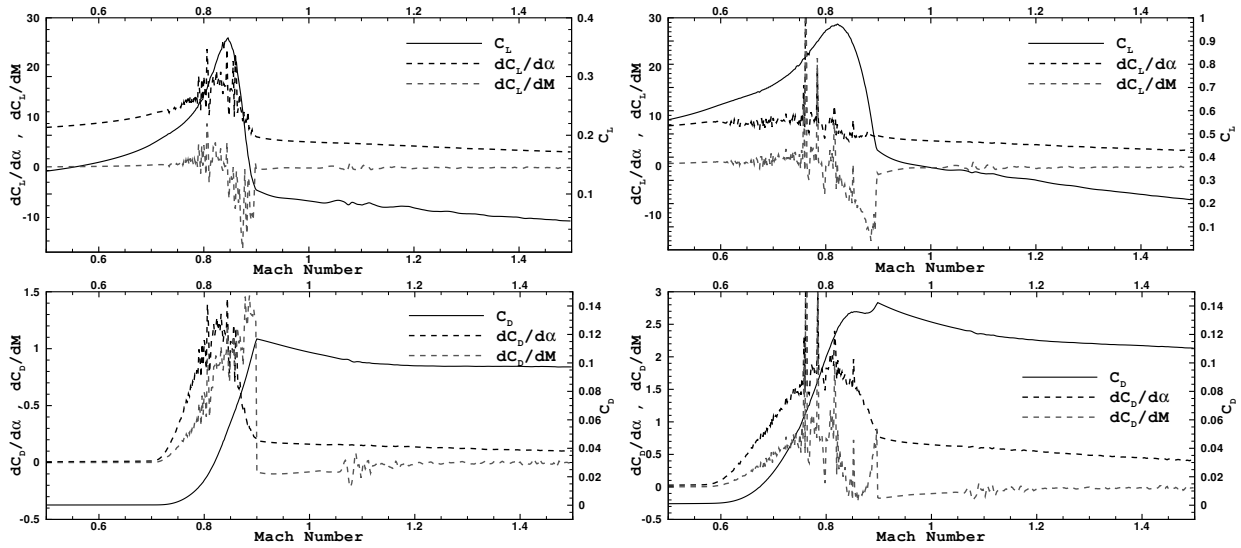 0.6 0.8 1 1.2 1.4
30 20 10 0 -10
dC_L/dα , dC_L/dM
C_L
dC_L/dα
dC_L/dM
0.4 0.3 0.2 0.1
C_L
0.6 0.8 1 1.2 1.4
Mach Number
0.6 0.8 1 1.2 1.4
30 20 10 0 -10
dC_L/dα , dC_L/dM
C_L
dC_L/dα
dC_L/dM
1 0.9 0.8 0.7 0.6 0.5 0.4 0.3 0.2 0.1
C_L
0.6 0.8 1 1.2 1.4
Mach Number
0.6 0.8 1 1.2 1.4
1.5 1 0.5 0 -0.5
dC_D/dα , dC_D/dM
C_D
dC_D/dα
dC_D/dM
0.14 0.12 0.1 0.08 0.06 0.04 0.02 0
C_D
0.6 0.8 1 1.2 1.4
Mach Number
0.6 0.8 1 1.2 1.4
3 2.5 2 1.5 1 0.5 0 -0.5
dC_D/dα , dC_D/dM
C_D
dC_D/dα
dC_D/dM
0.14 0.12 0.1 0.08 0.06 0.04 0.02 0
C_D
0.6 0.8 1 1.2 1.4
Mach Number